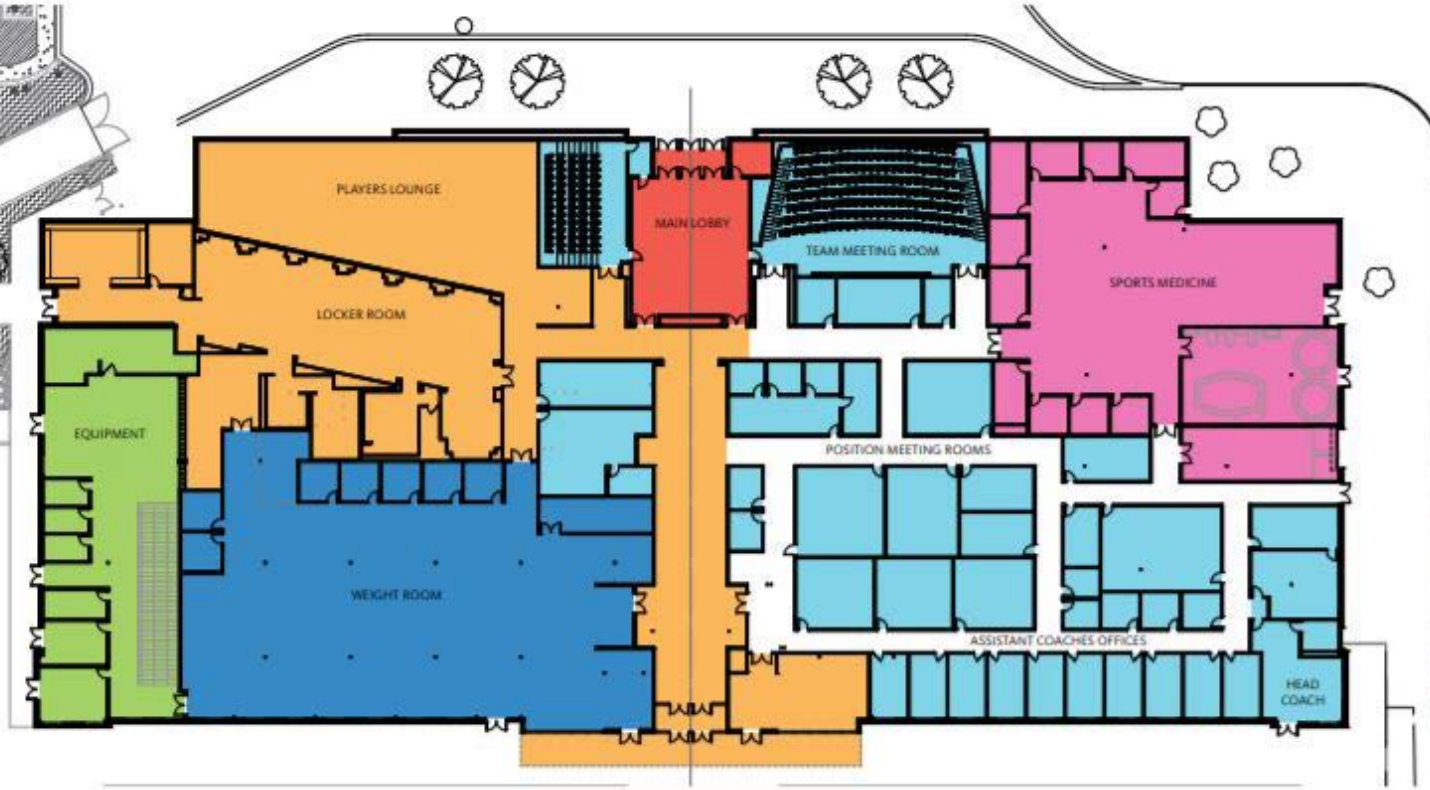 PLAYERS LOUNGE
MAIN LOBBY
TEAM MEETING ROOM
SPORTS MEDICINE
LOCKER ROOM
EQUIPMENT
POSITION MEETING ROOMS
WEIGHT ROOM
ASSISTANT COACHES OFFICES
HEAD
COACH